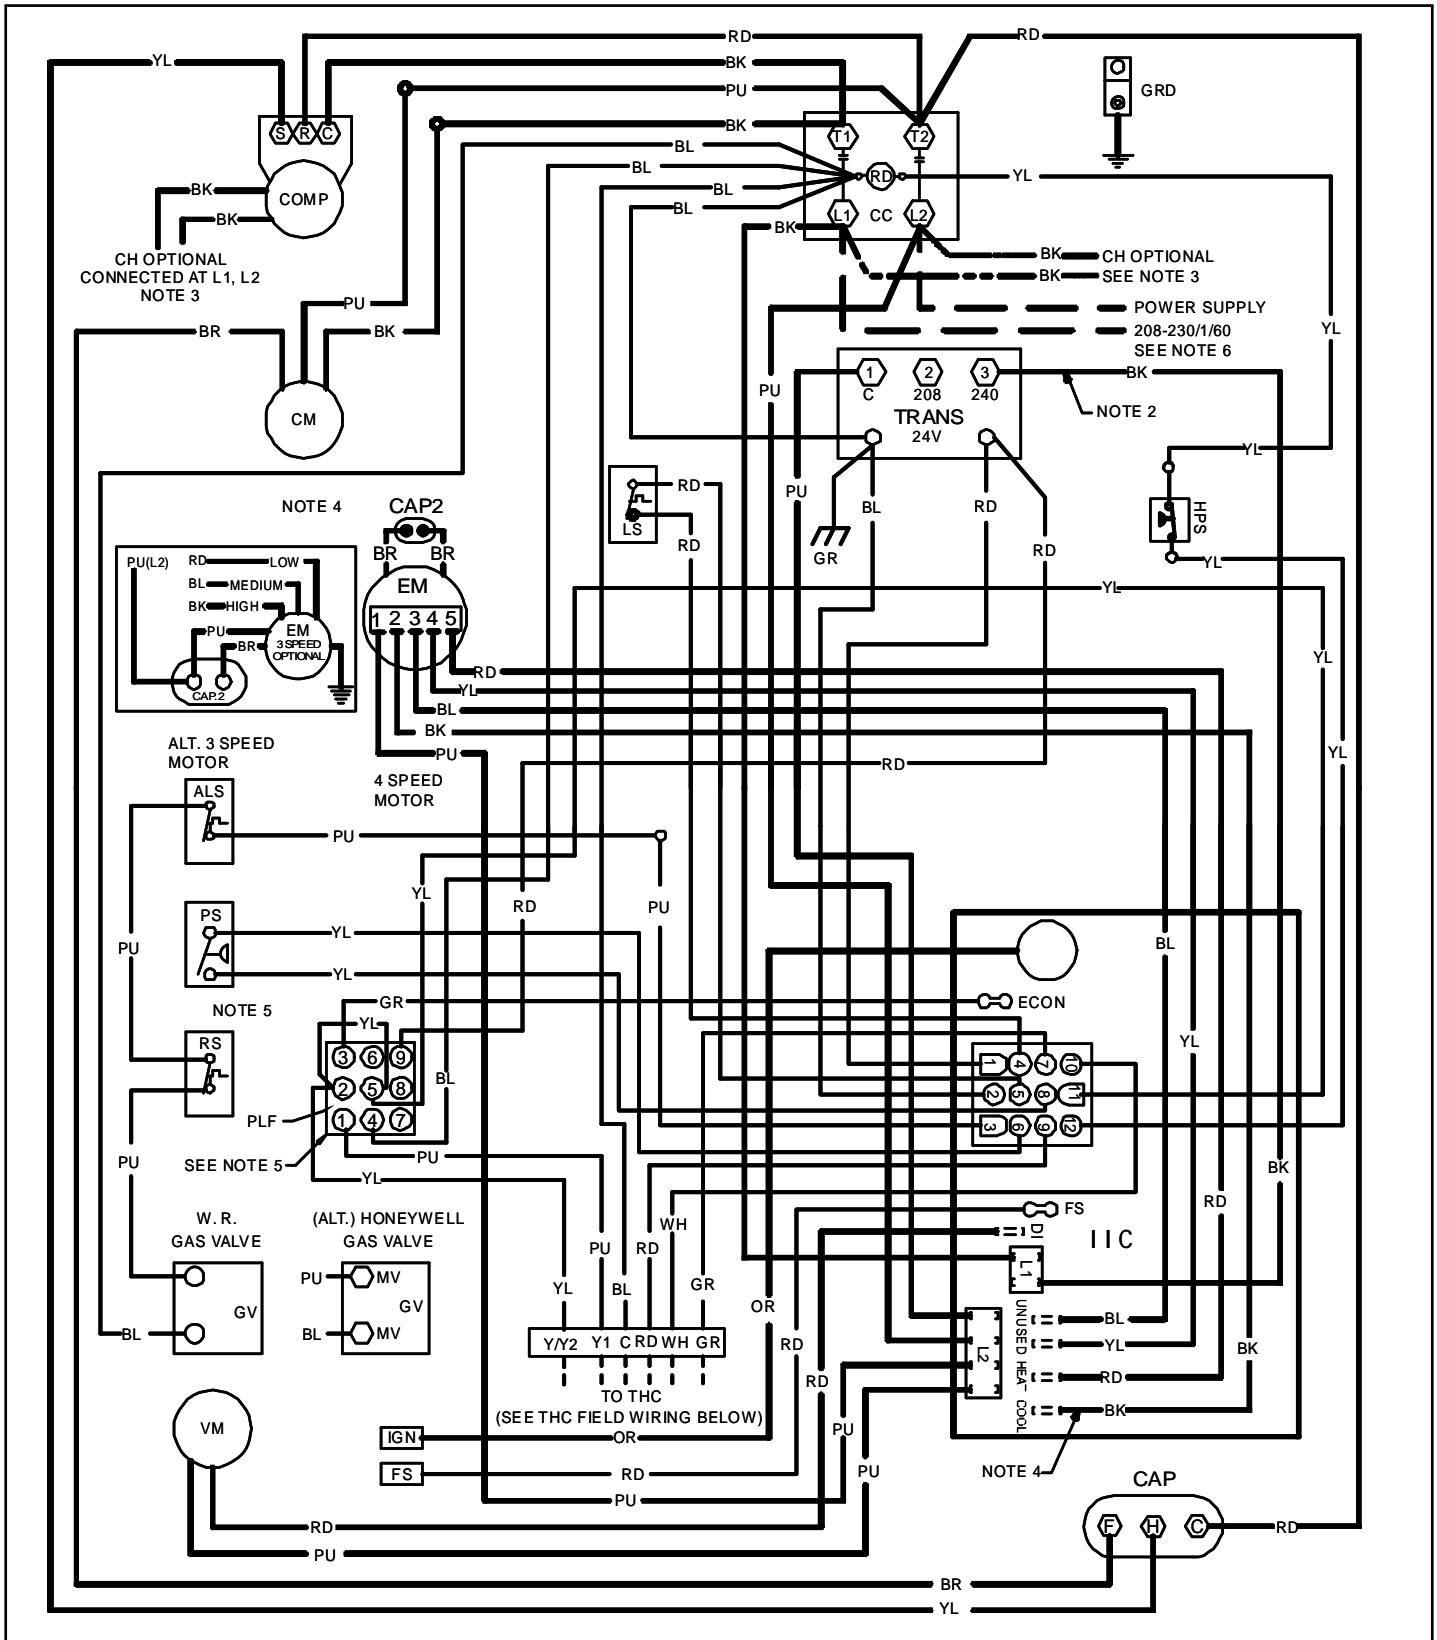 RD
RD
YL
BK
PU
GRD
BK
S R C
T1 T2
BL
BL
BL
BL
RD
YL
COMP
BK
BK
L1 CC L2
BK
CH OPTIONAL
CONNECTED AT L1, L2
NOTE 3
BK CH OPTIONAL
BK SEE NOTE 3
PU
POWER SUPPLY
208-230/1/60
SEE NOTE 6
YL
BR
BK
CM
1 2 3
C 208 240
TRANS
24V
BK
NOTE 2
PU
YL
NOTE 4
CAP2
BR BR
LS
RD
RD
PU
BL
RD
GR
RD
HPS
YL
PU(L2)
RD LOW
BL MEDIUM
BK HIGH
PU
BR
EM
3 SPEED
OPTIONAL
CAP.2
EM
1 2 3 4 5
YL
YL
RD
YL
BL
BK
PU
RD
YL
ALT. 3 SPEED
MOTOR
4 SPEED
MOTOR
ALS
PU
YL
RD
PU
PS
YL
YL
PU
BL
NOTE 5
GR
ECON
YL
RS
3 6 9
2 5 8
1 4 7
BL
YL
1 4 7 10
2 5 8 11
3 6 9 12
PLF
SEE NOTE 5
PU
PU
YL
BK
RD
W. R.
GAS VALVE
(ALT.) HONEYWELL
GAS VALVE
WH
FS
DI
IIC
PU
RD
PU MV
GV
GV
BL
BL MV
YL
BL
GR
OR
L1
UNUSED HEAT COOL
L2
BL
YL
RD
BK
BK
Y/Y2 Y1 C RD WH GR
RD
RD
TO THC
(SEE THC FIELD WIRING BELOW)
VM
IGN OR
FS RD
PU
PU
PU
NOTE 4
CAP
F H C
RD
RD
PU
BR
YL